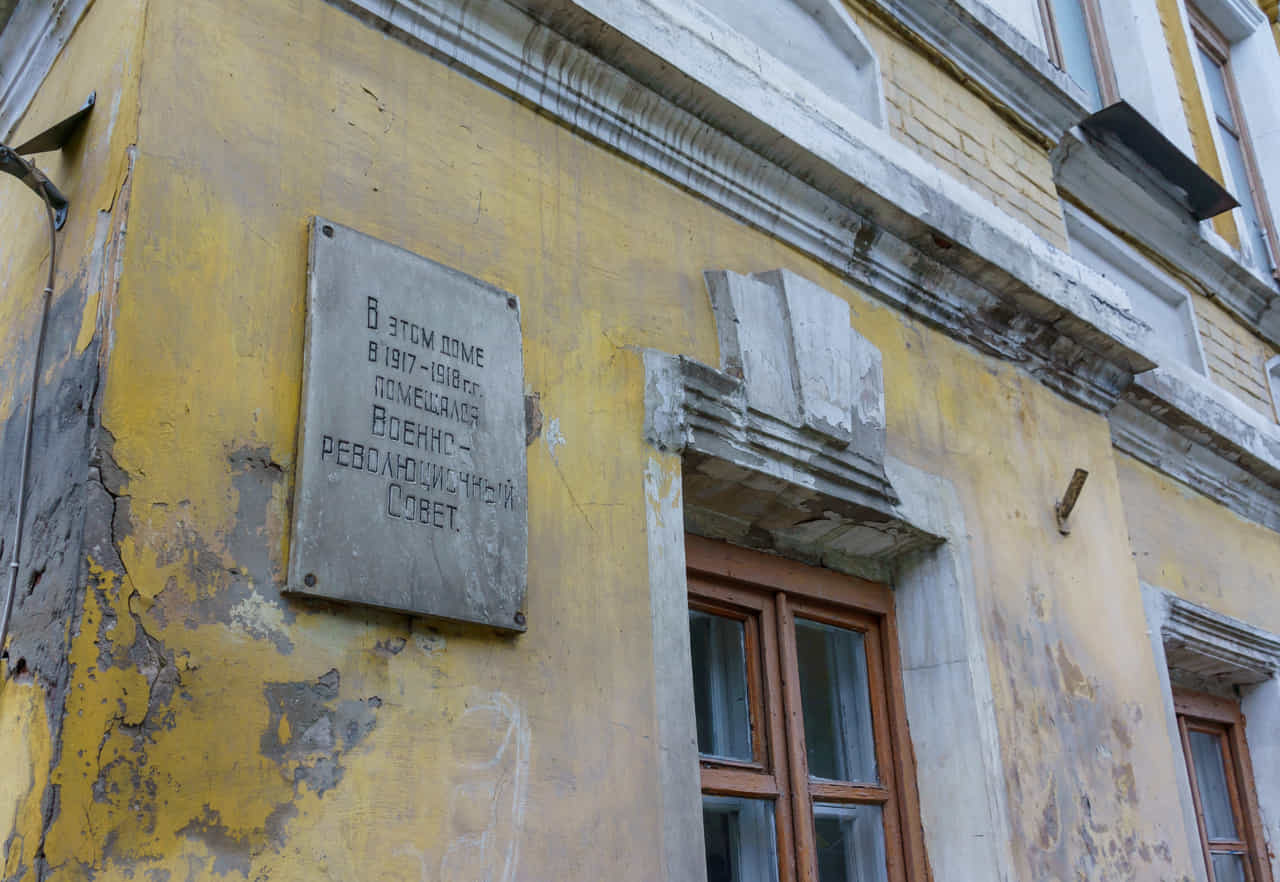 В ЭТОМ ДОМЕ
В 1917-1918 г.г.
ПОМЕЩАЛСЯ
ВОЕННО-
РЕВОЛЮЦИОННЫЙ
СОВЕТ.